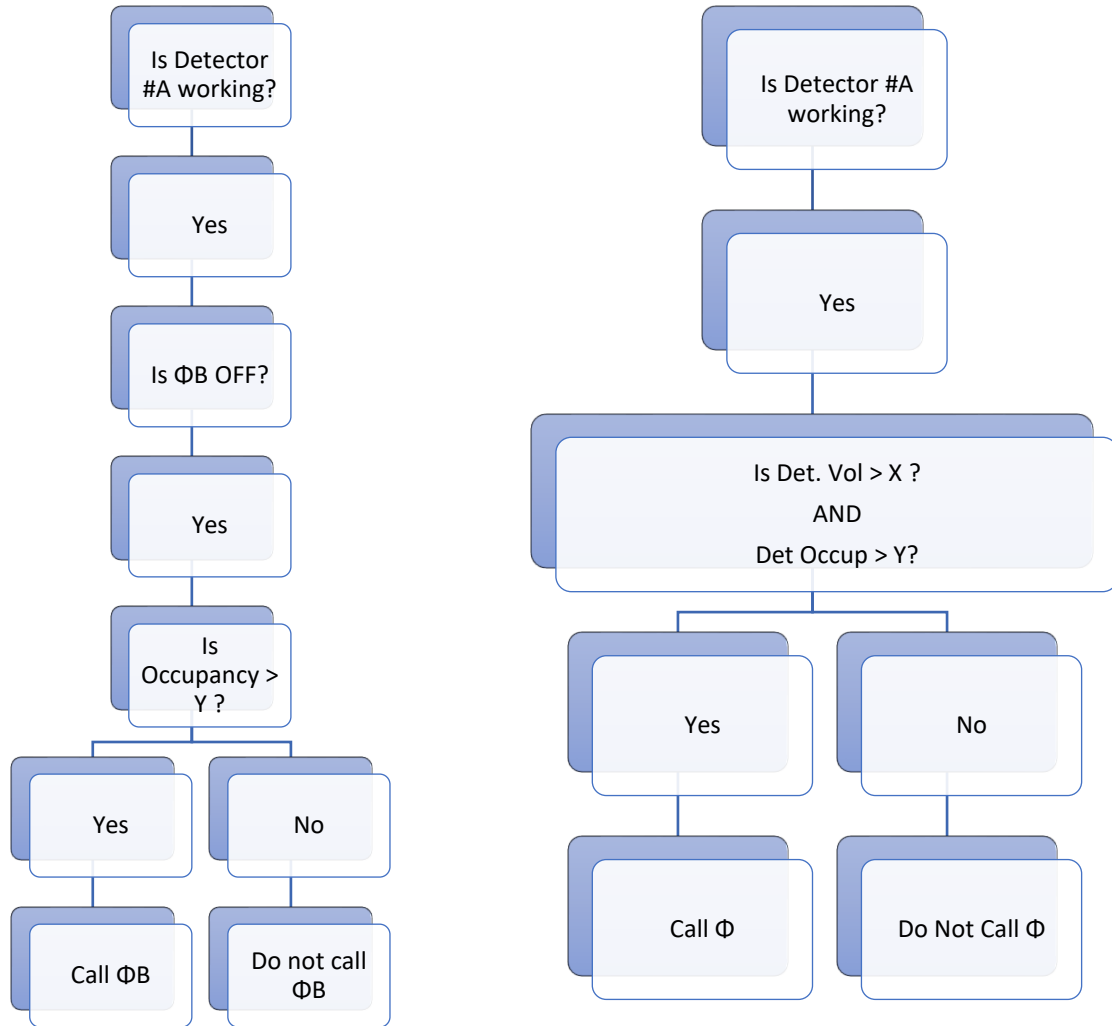 Is Detector
#A working?
Yes
Is ΦB OFF?
Yes
Is
Occupancy >
Y ?
Yes
No
Call ΦB
Do not call
ΦB
Is Detector #A
working?
Yes
Is Det. Vol > X ?
AND
Det Occup > Y?
Yes
No
Call Φ
Do Not Call Φ